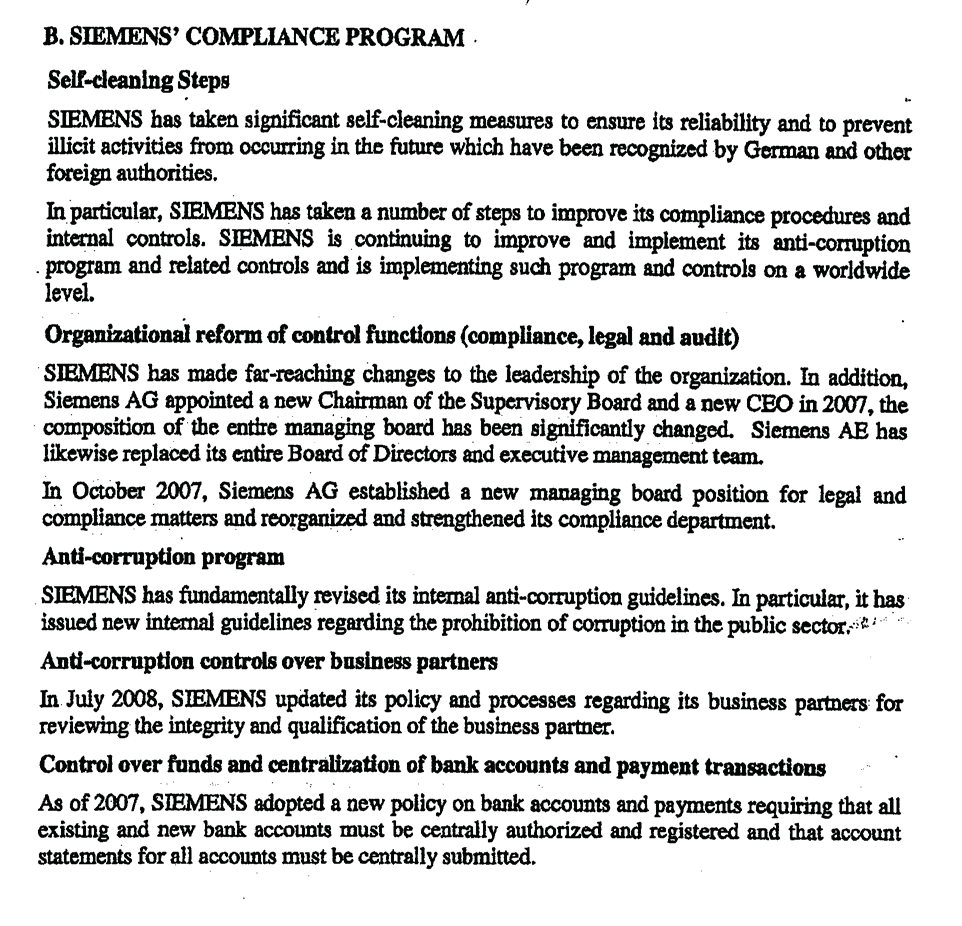 B. SIEMENS' COMPLIANCE PROGRAM
Self-cleaning Steps
SIEMENS has taken significant self-cleaning measures to ensure its reliability and to prevent
illicit activities from occurring in the future which have been recognized by German and other
foreign authorities.
In particular, SIEMENS has taken a number of steps to improve its compliance procedures and
internal controls. SIEMENS is continuing to improve and implement its anti-corruption
program and related controls and is implementing such program and controls on a worldwide
level.
Organizational reform of control functions (compliance, legal and audit)
SIEMENS has made far-reaching changes to the leadership of the organization. In addition,
Siemens AG appointed a new Chairman of the Supervisory Board and a new CEO in 2007, the
composition of the entire managing board has been significantly changed. Siemens AE has
likewise replaced its entire Board of Directors and executive management team.
In October 2007, Siemens AG established a new managing board position for legal and
compliance matters and reorganized and strengthened its compliance department.
Anti-corruption program
SIEMENS has fundamentally revised its internal anti-corruption guidelines. In particular, it has
issued new internal guidelines regarding the prohibition of corruption in the public sector.
Anti-corruption controls over business partners
In July 2008, SIEMENS updated its policy and processes regarding its business partners for
reviewing the integrity and qualification of the business partner.
Control over funds and centralization of bank accounts and payment transactions
As of 2007, SIEMENS adopted a new policy on bank accounts and payments requiring that all
existing and new bank accounts must be centrally authorized and registered and that account
statements for all accounts must be centrally submitted.